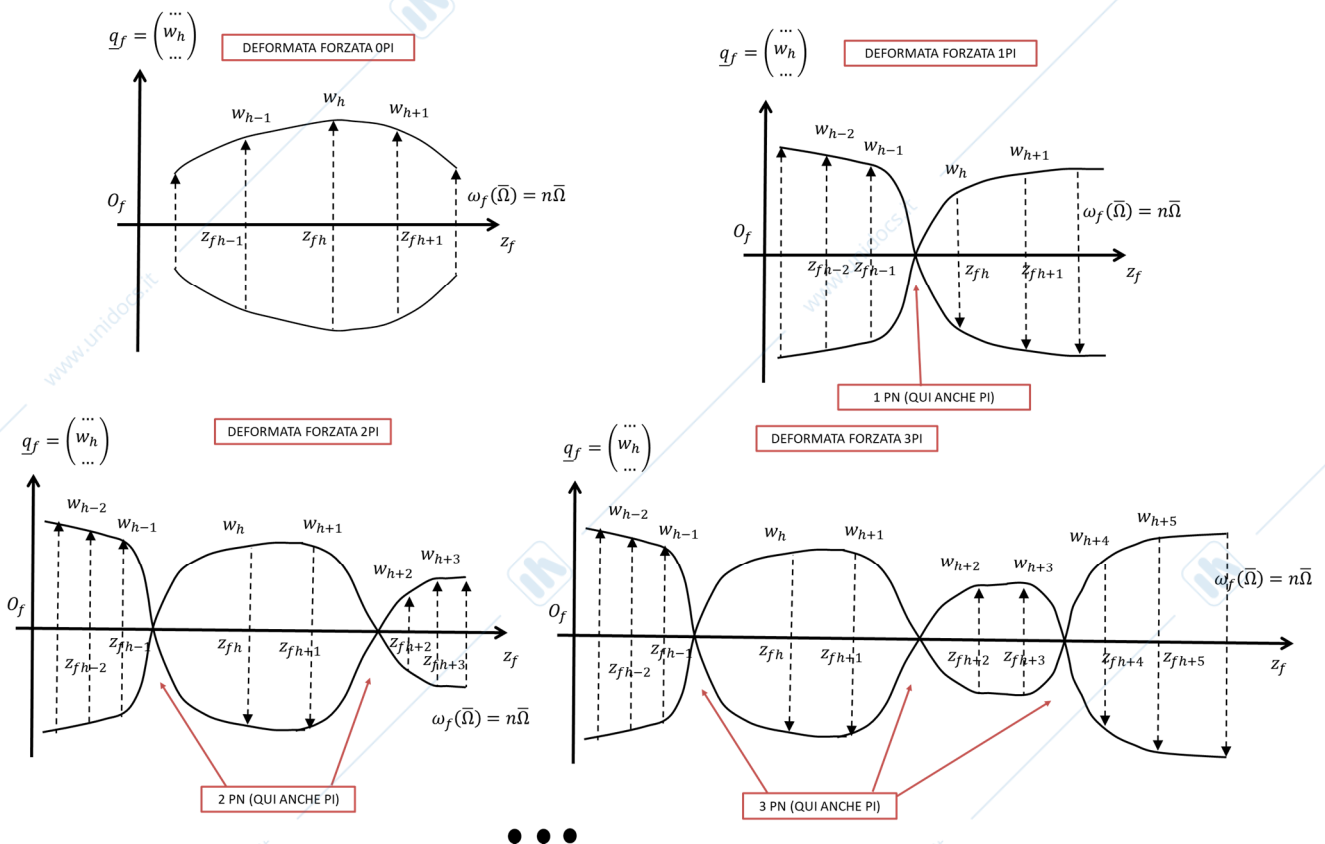 q_f = (... w_h ...)
DEFORMATA FORZATA 0PI
w_{h-1}
w_h
w_{h+1}
O_f
ω_f(Ω̅) = nΩ̅
z_{fh-1}
z_{fh}
z_{fh+1}
z_f
q_f = (... w_h ...)
DEFORMATA FORZATA 1PI
w_{h-2}
w_{h-1}
w_h
w_{h+1}
ω_f(Ω̅) = nΩ̅
O_f
z_{fh-2}
z_{fh-1}
z_{fh}
z_{fh+1}
z_f
1 PN (QUI ANCHE PI)
q_f = (... w_h ...)
DEFORMATA FORZATA 2PI
w_{h-2}
w_{h-1}
w_h
w_{h+1}
w_{h+2}
w_{h+3}
O_f
z_{fh-2}
z_{fh-1}
z_{fh}
z_{fh+1}
z_{fh+2}
z_{fh+3}
z_f
ω_f(Ω̅) = nΩ̅
2 PN (QUI ANCHE PI)
q_f = (... w_h ...)
DEFORMATA FORZATA 3PI
w_{h-2}
w_{h-1}
w_h
w_{h+1}
w_{h+2}
w_{h+3}
w_{h+4}
w_{h+5}
ω_f(Ω̅) = nΩ̅
O_f
z_{fh-2}
z_{fh-1}
z_{fh}
z_{fh+1}
z_{fh+2}
z_{fh+3}
z_{fh+4}
z_{fh+5}
z_f
3 PN (QUI ANCHE PI)
...
www.unidocs.it
www.unidocs.it